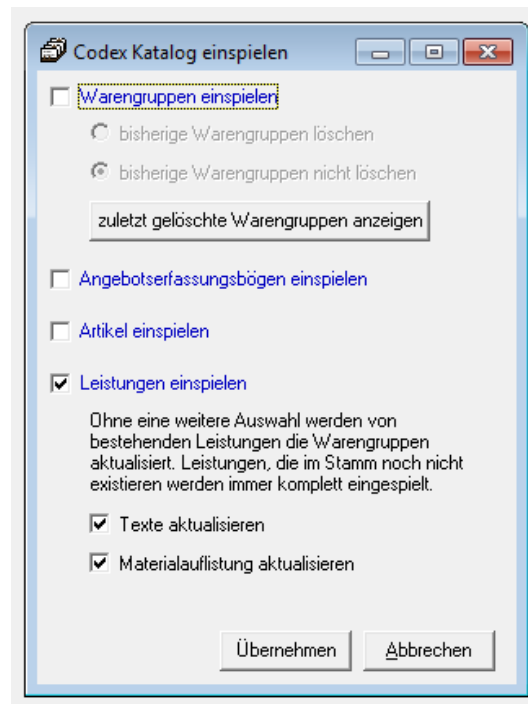 Codex Katalog einspielen
Warengruppen einspielen
bisherige Warengruppen löschen
bisherige Warengruppen nicht löschen
zuletzt gelöschte Warengruppen anzeigen
Angebotserfassungsbögen einspielen
Artikel einspielen
Leistungen einspielen
Ohne eine weitere Auswahl werden von
bestehenden Leistungen die Warengruppen
aktualisiert. Leistungen, die im Stamm noch nicht
existieren werden immer komplett eingespielt.
Texte aktualisieren
Materialauflistung aktualisieren
Übernehmen Abbrechen